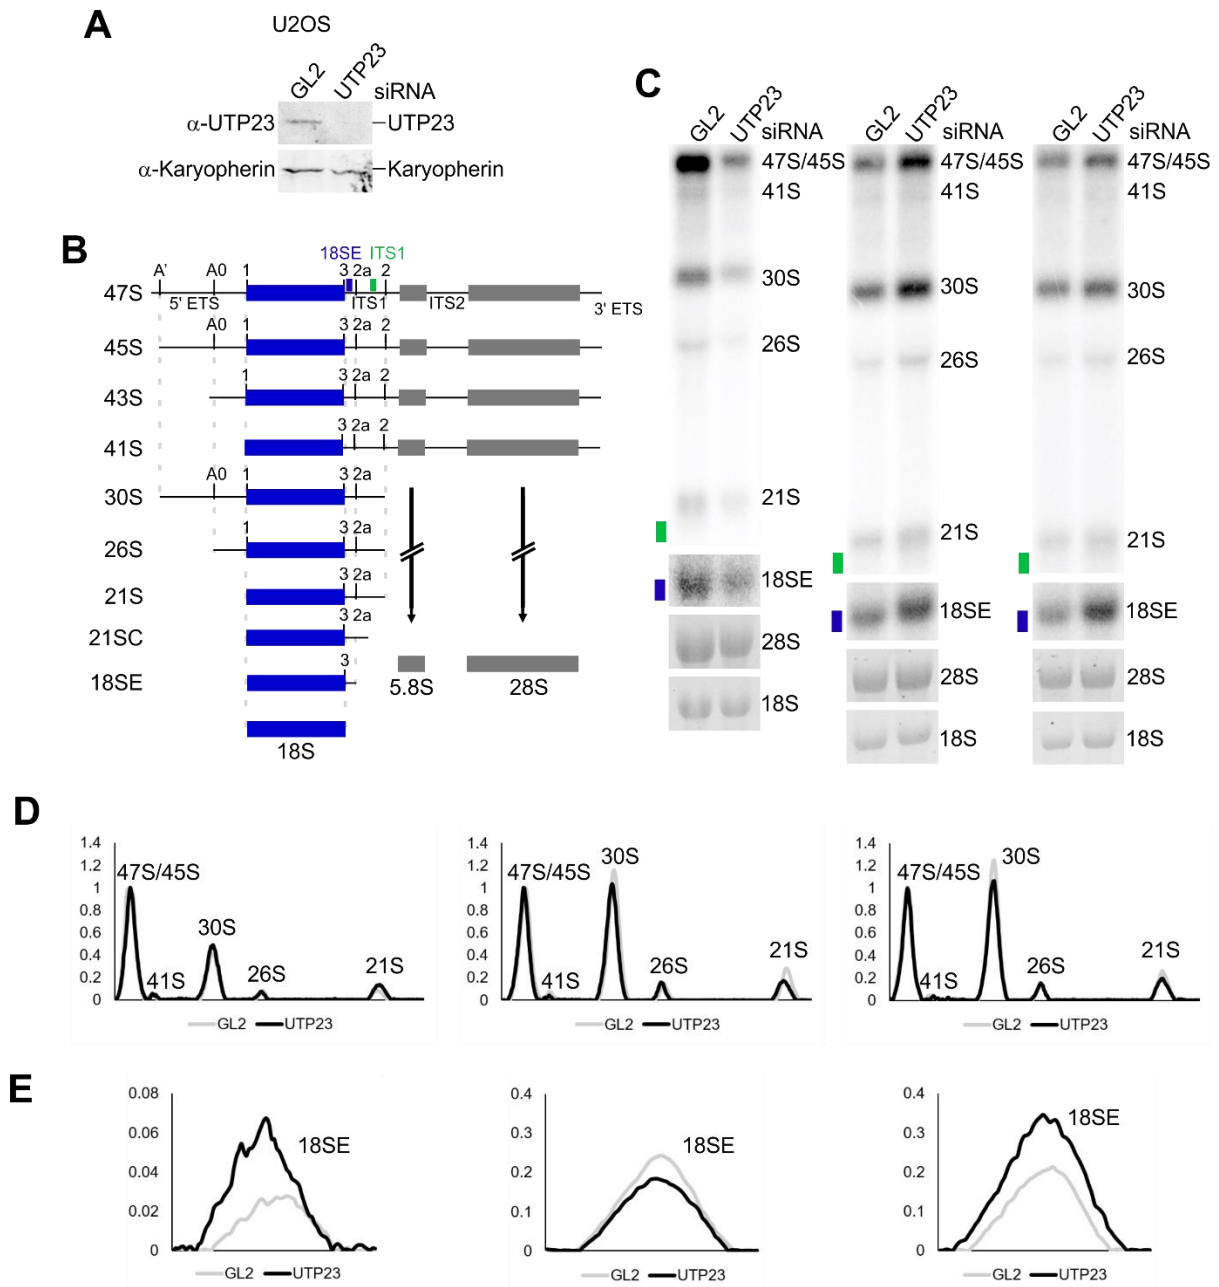 A
U2OS
GL2 UTP23 siRNA
α-UTP23 UTP23
α-Karyopherin Karyopherin
B
18SE ITS1
A' A0 1 3 2a 2
47S 5' ETS ITS1 ITS2 3' ETS
A0 1 3 2a 2
45S
1 3 2a 2
43S
3 2a 2
41S
A0 1 3 2a
30S
1 3 2a
26S
3 2a
21S
3 2a
21SC
3
18SE 5.8S 28S
18S
C
GL2 UTP23 siRNA
47S/45S
41S
30S
26S
21S
18SE
28S
18S
GL2 UTP23 siRNA
47S/45S
41S
30S
26S
21S
18SE
28S
18S
GL2 UTP23 siRNA
47S/45S
41S
30S
26S
21S
18SE
28S
18S
D
1.4
1.2
1
0.8
0.6
0.4
0.2
0
47S/45S
41S
30S
26S
21S
GL2 UTP23
1.4
1.2
1
0.8
0.6
0.4
0.2
0
47S/45S
41S
30S
26S
21S
GL2 UTP23
1.4
1.2
1
0.8
0.6
0.4
0.2
0
47S/45S
41S
30S
26S
21S
GL2 UTP23
E
0.08
0.06
0.04
0.02
0
18SE
GL2 UTP23
0.4
0.3
0.2
0.1
0
18SE
GL2 UTP23
0.4
0.3
0.2
0.1
0
18SE
GL2 UTP23